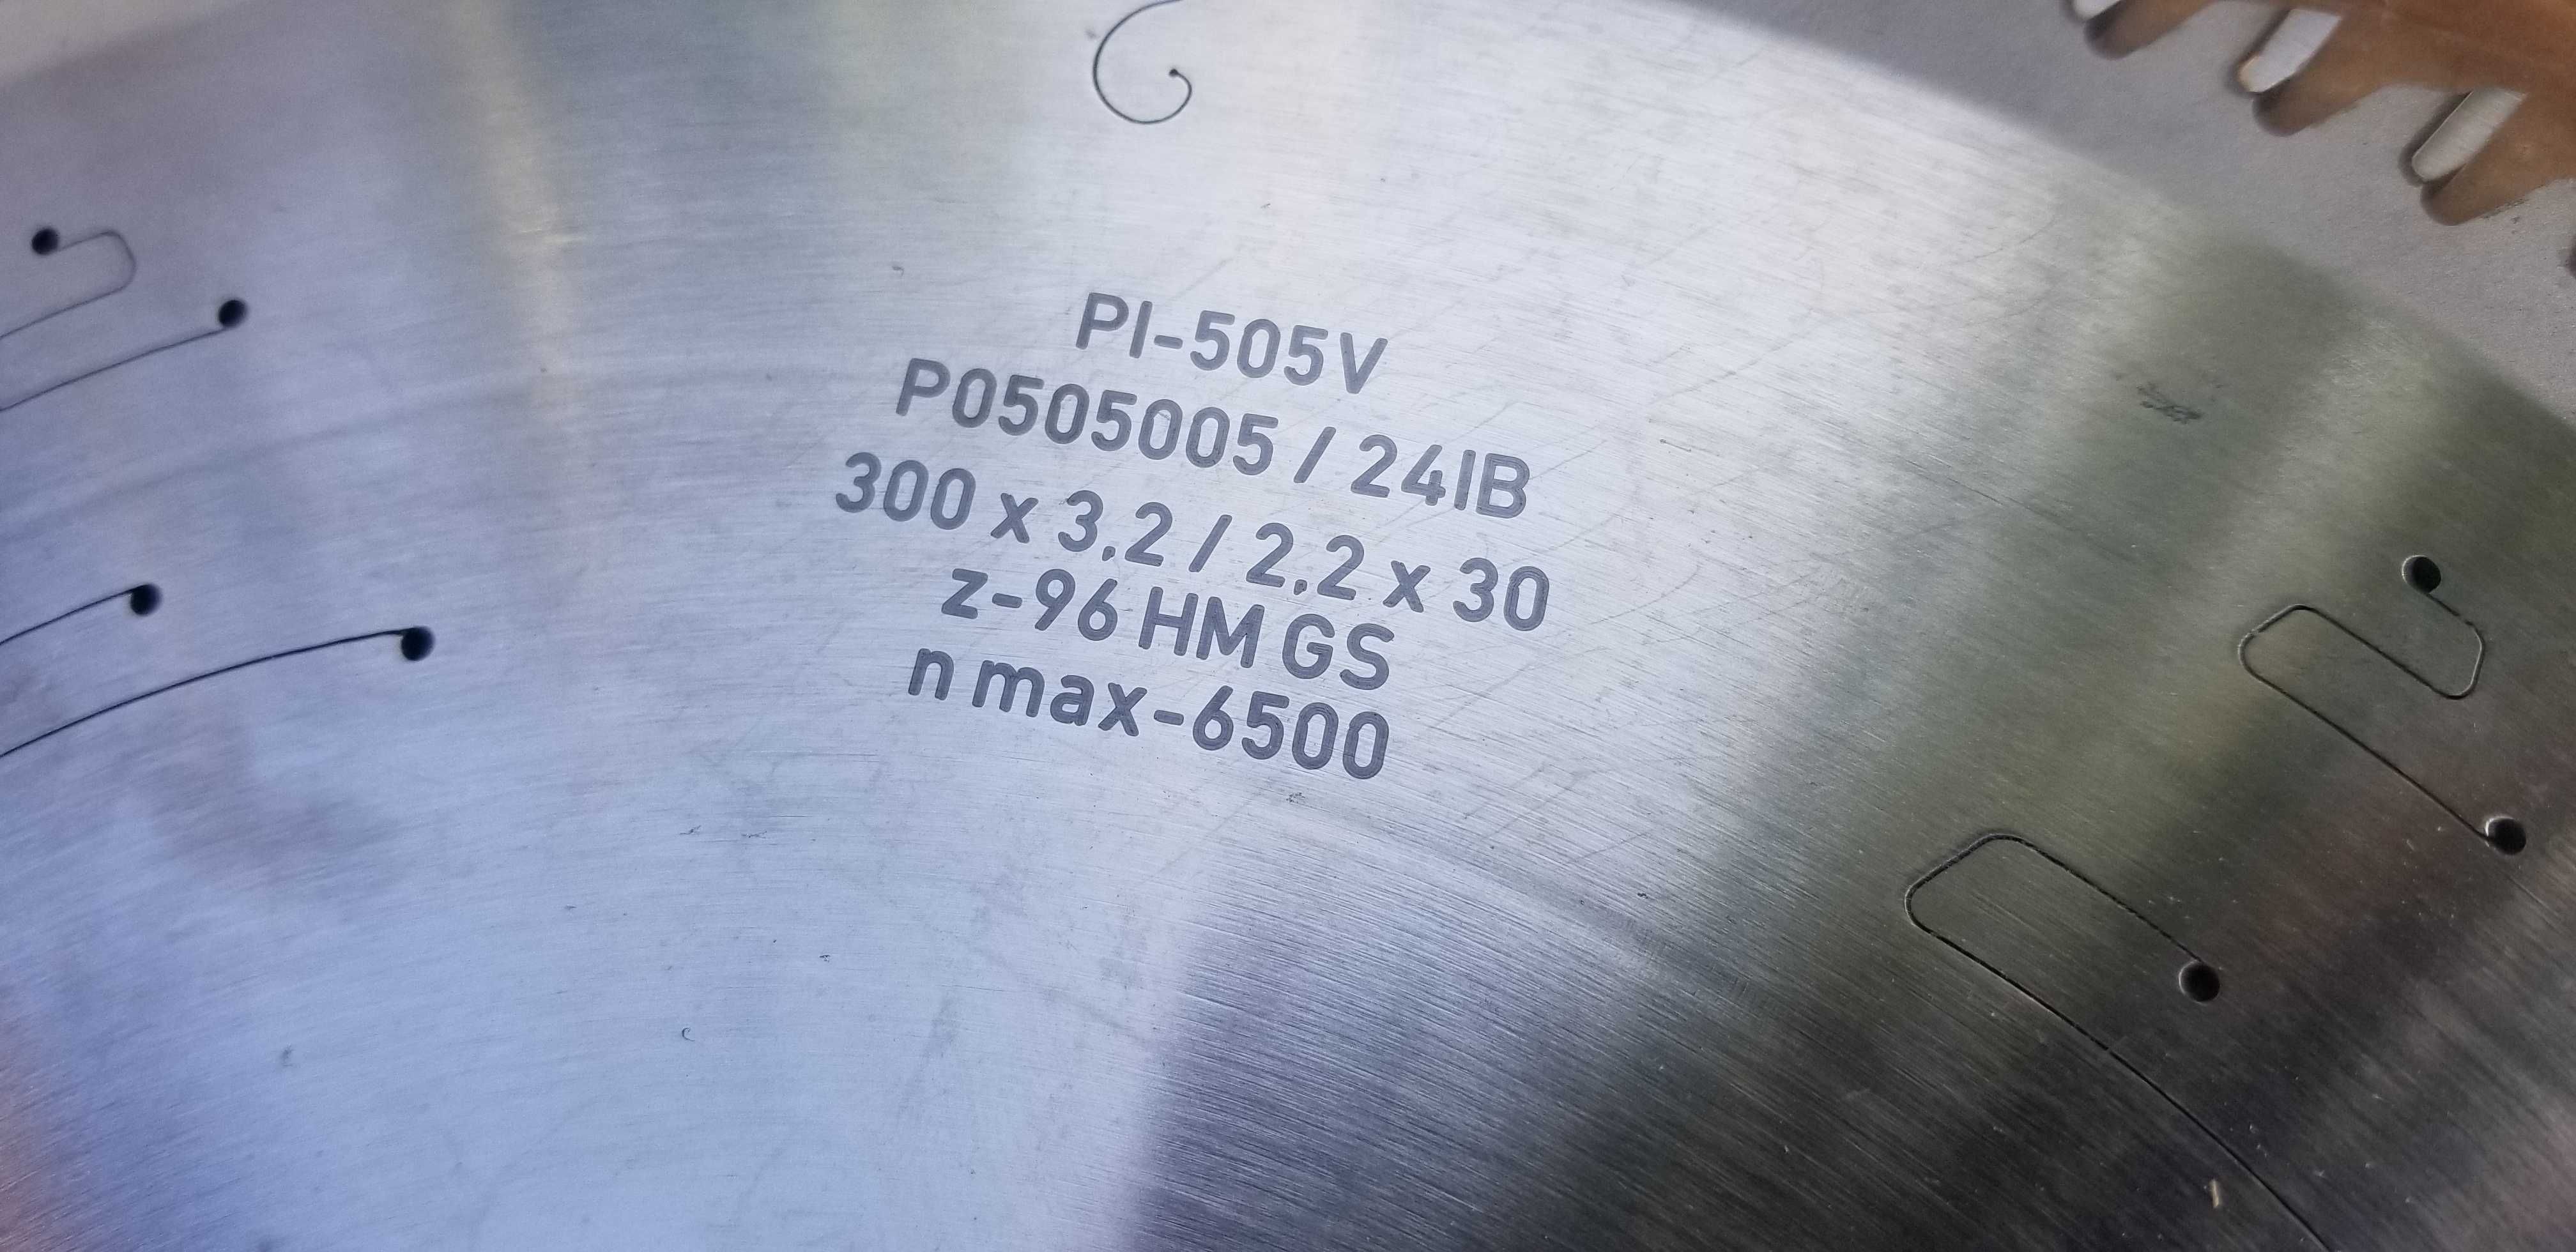 PI-505V
P0505005 / 24IB
300 x 3,2 / 2,2 x 30
z-96 HM GS
n max-6500